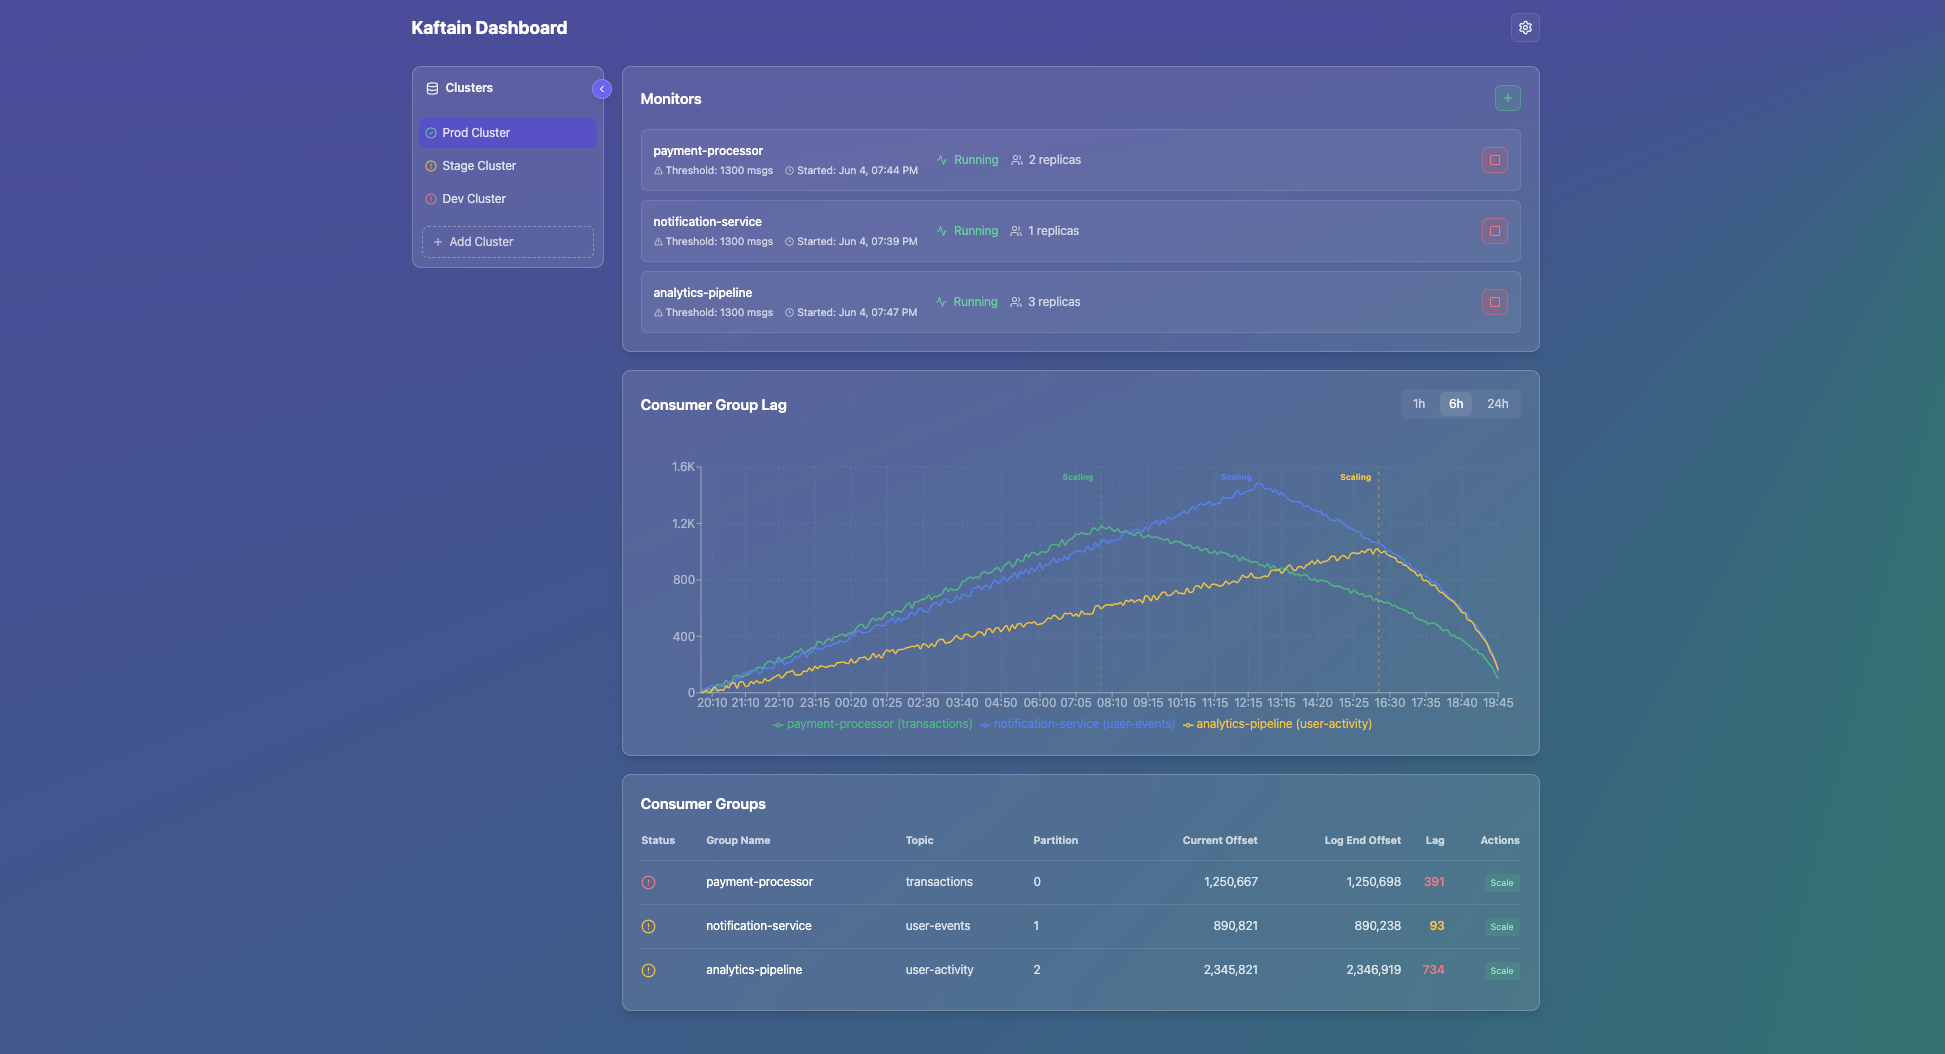 Kaftain Dashboard
Clusters
Prod Cluster
Stage Cluster
Dev Cluster
Add Cluster
Monitors
payment-processor
Threshold: 1300 msgs Started: Jun 4, 07:44 PM
Running 2 replicas
notification-service
Threshold: 1300 msgs Started: Jun 4, 07:39 PM
Running 1 replicas
analytics-pipeline
Threshold: 1300 msgs Started: Jun 4, 07:47 PM
Running 3 replicas
Consumer Group Lag
1h 6h 24h
1.6K
1.2K
800
400
0
Scaling Scaling Scaling
20:10 21:10 22:10 23:15 00:20 01:25 02:30 03:40 04:50 06:00 07:05 08:10 09:15 10:15 11:15 12:15 13:15 14:20 15:25 16:30 17:35 18:40 19:45
payment-processor (transactions) notification-service (user-events) analytics-pipeline (user-activity)
Consumer Groups
Status Group Name Topic Partition Current Offset Log End Offset Lag Actions
payment-processor transactions 0 1,250,667 1,250,698 391 Scale
notification-service user-events 1 890,821 890,238 93 Scale
analytics-pipeline user-activity 2 2,345,821 2,346,919 734 Scale